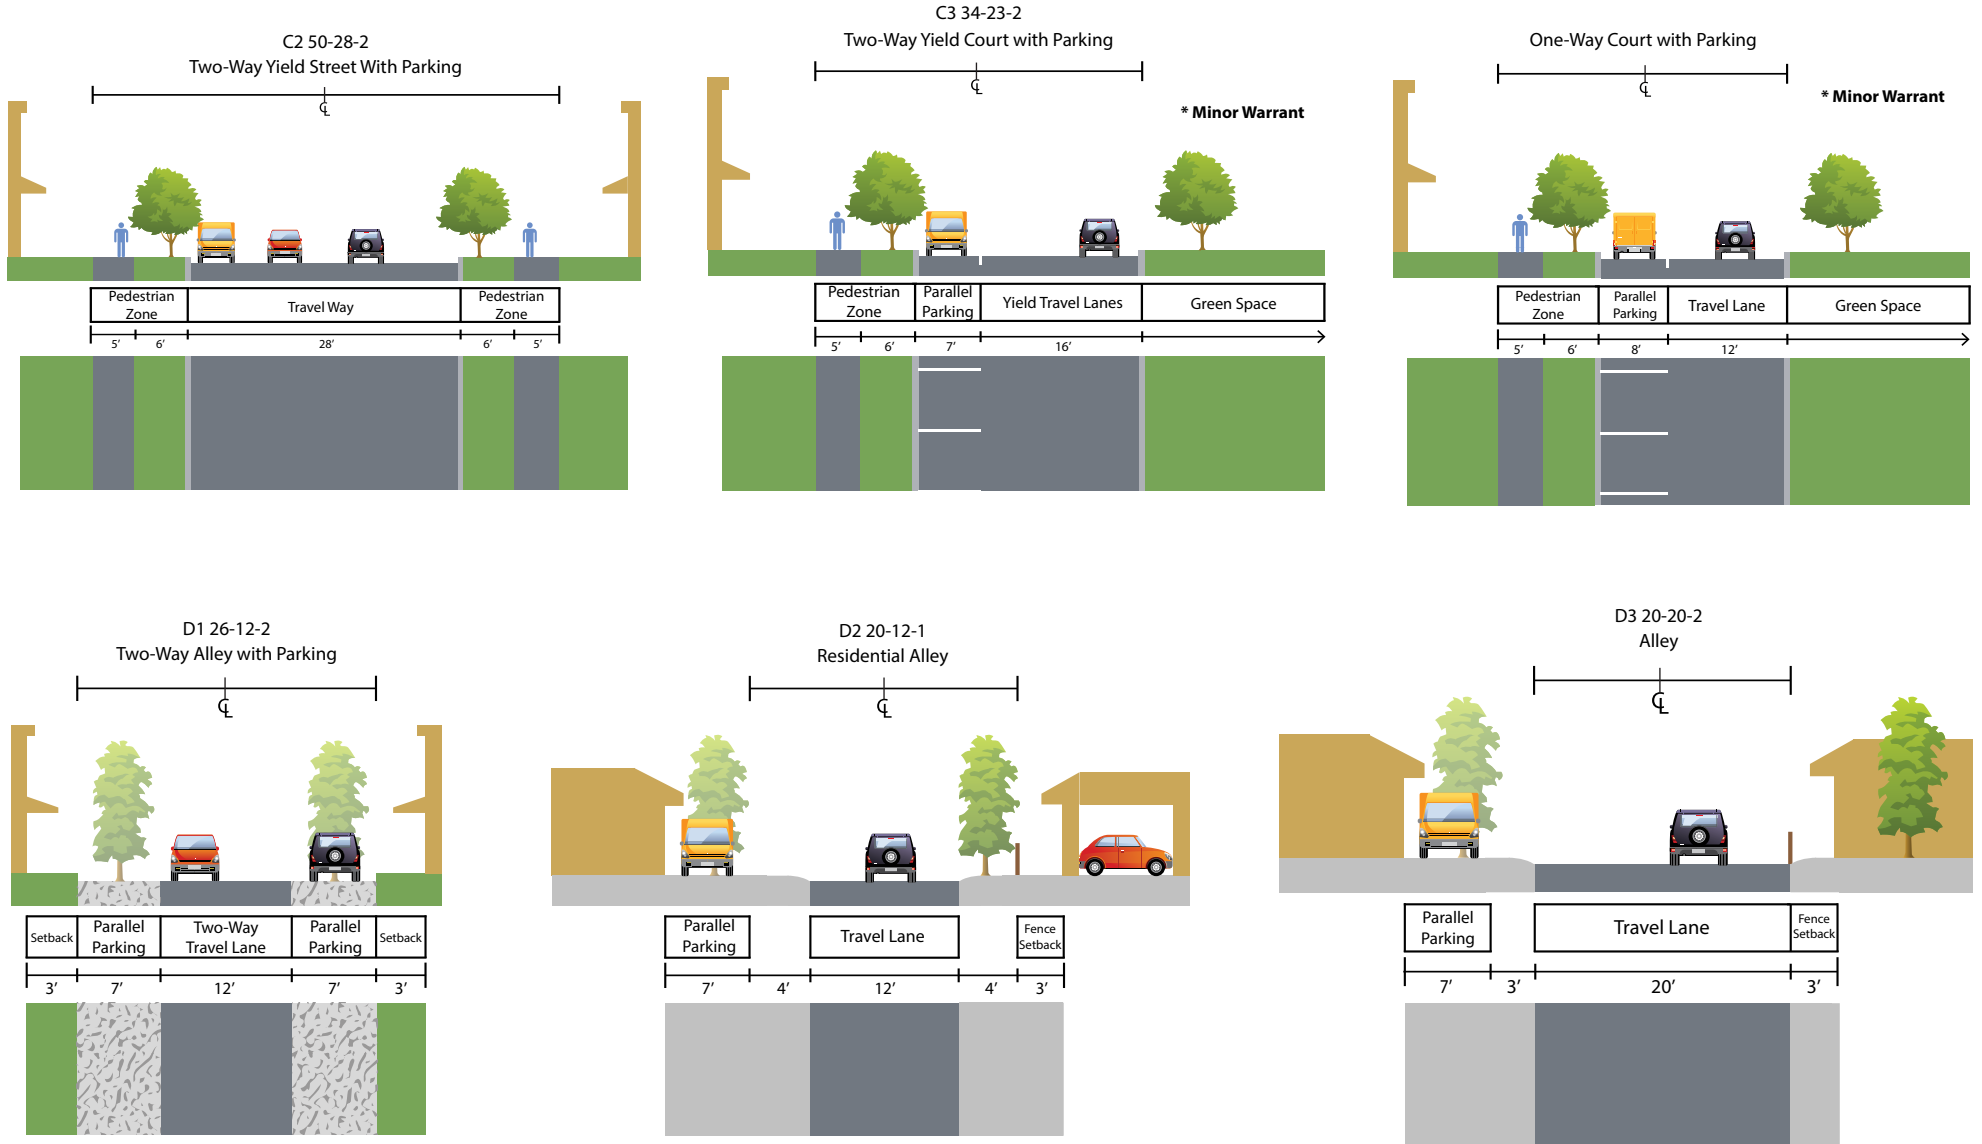 C2 50-28-2
Two-Way Yield Street With Parking
℄
Pedestrian
Zone
Travel Way
Pedestrian
Zone
5’ 6’ 28’ 6’ 5’
C3 34-23-2
Two-Way Yield Court with Parking
℄
* Minor Warrant
Pedestrian
Zone
Parallel
Parking
Yield Travel Lanes
Green Space
5’ 6’ 7’ 16’
One-Way Court with Parking
℄
* Minor Warrant
Pedestrian
Zone
Parallel
Parking
Travel Lane
Green Space
5’ 6’ 8’ 12’
D1 26-12-2
Two-Way Alley with Parking
℄
Setback
Parallel
Parking
Two-Way
Travel Lane
Parallel
Parking
Setback
3’ 7’ 12’ 7’ 3’
D2 20-12-1
Residential Alley
℄
Parallel
Parking
Travel Lane
Fence
Setback
7’ 4’ 12’ 4’ 3’
D3 20-20-2
Alley
℄
Parallel
Parking
Travel Lane
Fence
Setback
7’ 3’ 20’ 3’